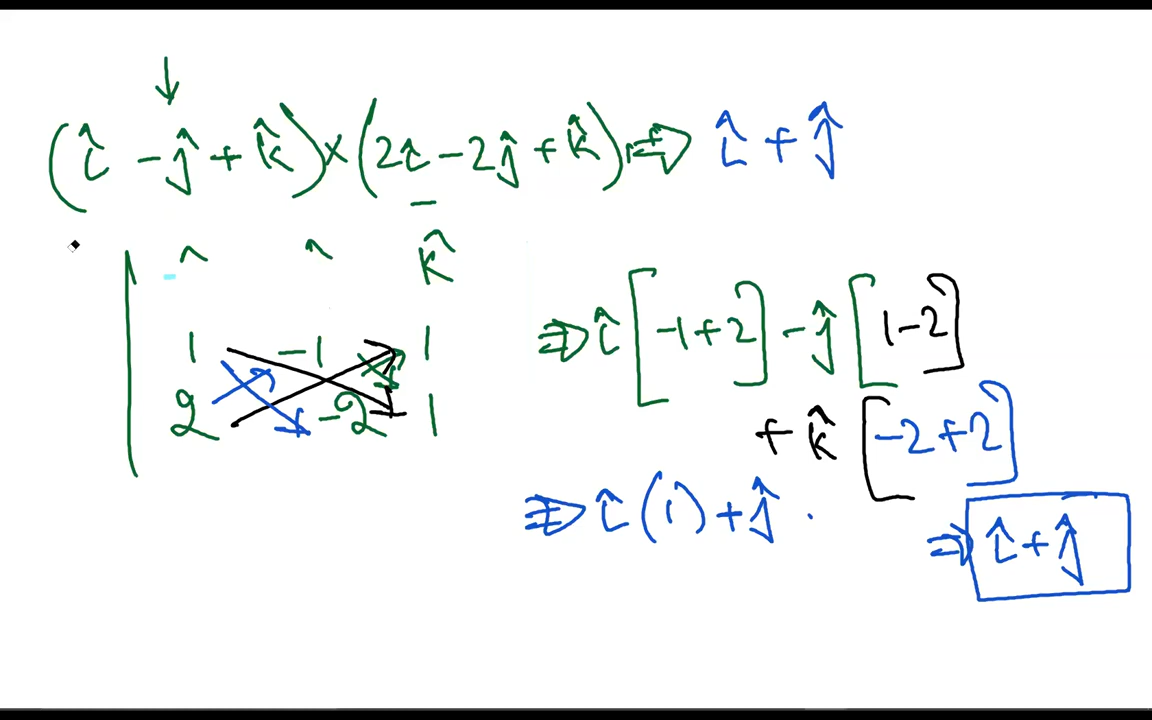 (î - ĵ + k̂) × (2î - 2ĵ + k̂) ⇒ î + ĵ
k̂
1 -1 1
2 -2 1
⇒ î [-1+2] - ĵ [1-2]
+ k̂ [-2+2]
⇒ î (1) + ĵ .
⇒ î + ĵ